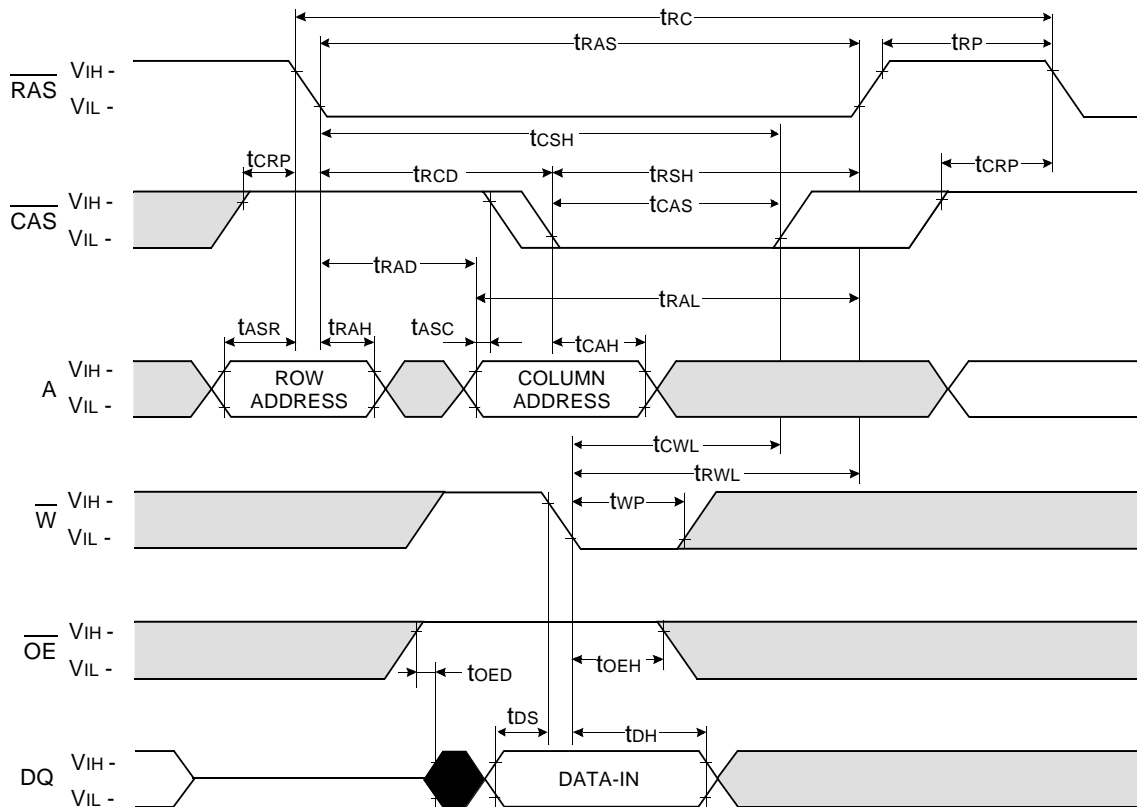 tRC
tRAS
tRP
RAS
VIH -
VIL -
tCSH
tCRP
tRCD
tRSH
tCRP
CAS
VIH -
VIL -
tCAS
tRAD
tRAL
tASR
tRAH
tASC
tCAH
A
VIH -
VIL -
ROW
ADDRESS
COLUMN
ADDRESS
tCWL
tRWL
W
VIH -
VIL -
tWP
OE
VIH -
VIL -
tOED
tOEH
tDS
tDH
DQ
VIH -
VIL -
DATA-IN